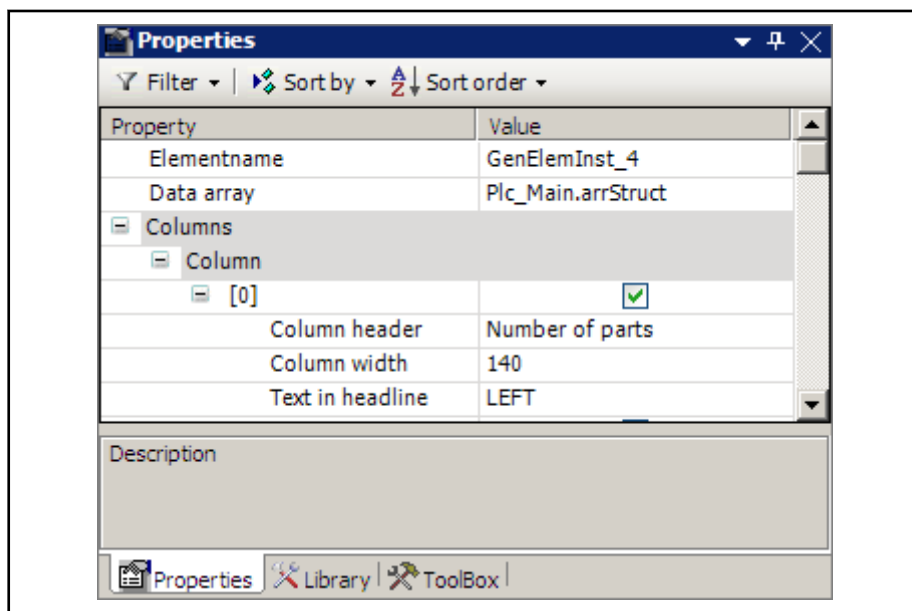 Properties
Filter Sort by Sort order
Property Value
Elementname GenElemInst_4
Data array Plc_Main.arrStruct
Columns
Column
[0]
Column header Number of parts
Column width 140
Text in headline LEFT
Description
Properties Library ToolBox